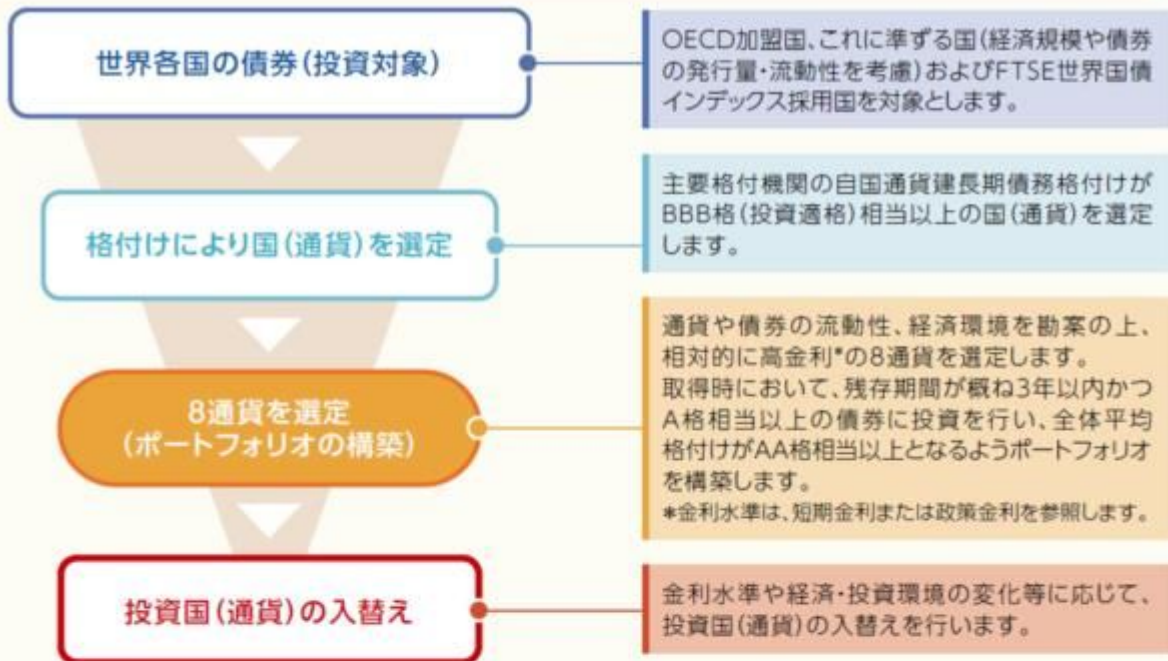 世界各国の債券(投資対象)
OECD加盟国、これに準ずる国(経済規模や債券
の発行量・流動性を考慮)およびFTSE世界国債
インデックス採用国を対象とします。
格付けにより国(通貨)を選定
主要格付機関の自国通貨建長期債務格付けが
BBB格(投資適格)相当以上の国(通貨)を選定
します。
8通貨を選定
(ポートフォリオの構築)
通貨や債券の流動性、経済環境を勘案の上、
相対的に高金利*の8通貨を選定します。
取得時において、残存期間が概ね3年以内かつ
A格相当以上の債券に投資を行い、全体平均
格付けがAA格相当以上となるようポートフォリオ
を構築します。
*金利水準は、短期金利または政策金利を参照します。
投資国(通貨)の入替え
金利水準や経済・投資環境の変化等に応じて、
投資国(通貨)の入替えを行います。